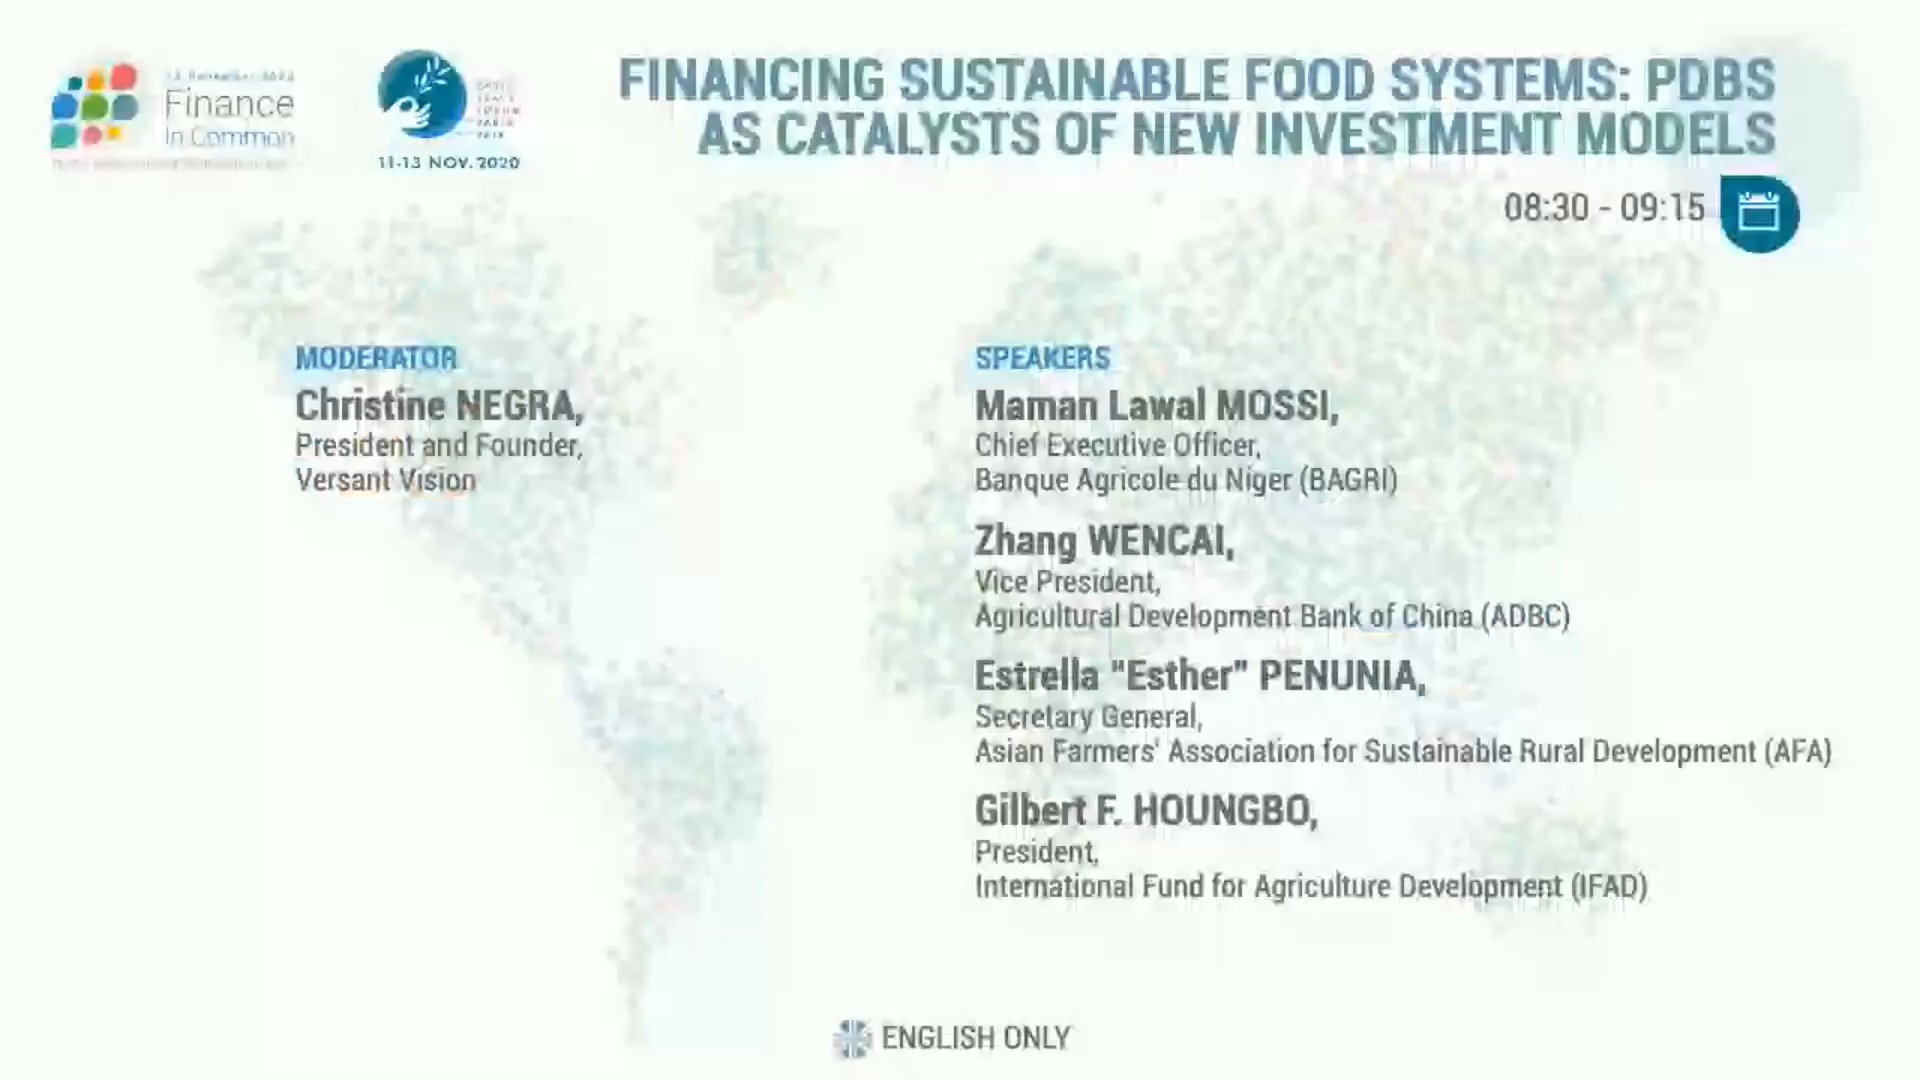 Finance
in Common
11-13 NOV. 2020
FINANCING SUSTAINABLE FOOD SYSTEMS: PDBS
AS CATALYSTS OF NEW INVESTMENT MODELS
08:30 - 09:15
MODERATOR
Christine NEGRA,
President and Founder,
Versant Vision
SPEAKERS
Maman Lawal MOSSI,
Chief Executive Officer,
Banque Agricole du Niger (BAGRI)
Zhang WENCAI,
Vice President,
Agricultural Development Bank of China (ADBC)
Estrella "Esther" PENUNIA,
Secretary General,
Asian Farmers' Association for Sustainable Rural Development (AFA)
Gilbert F. HOUNGBO,
President,
International Fund for Agriculture Development (IFAD)
ENGLISH ONLY